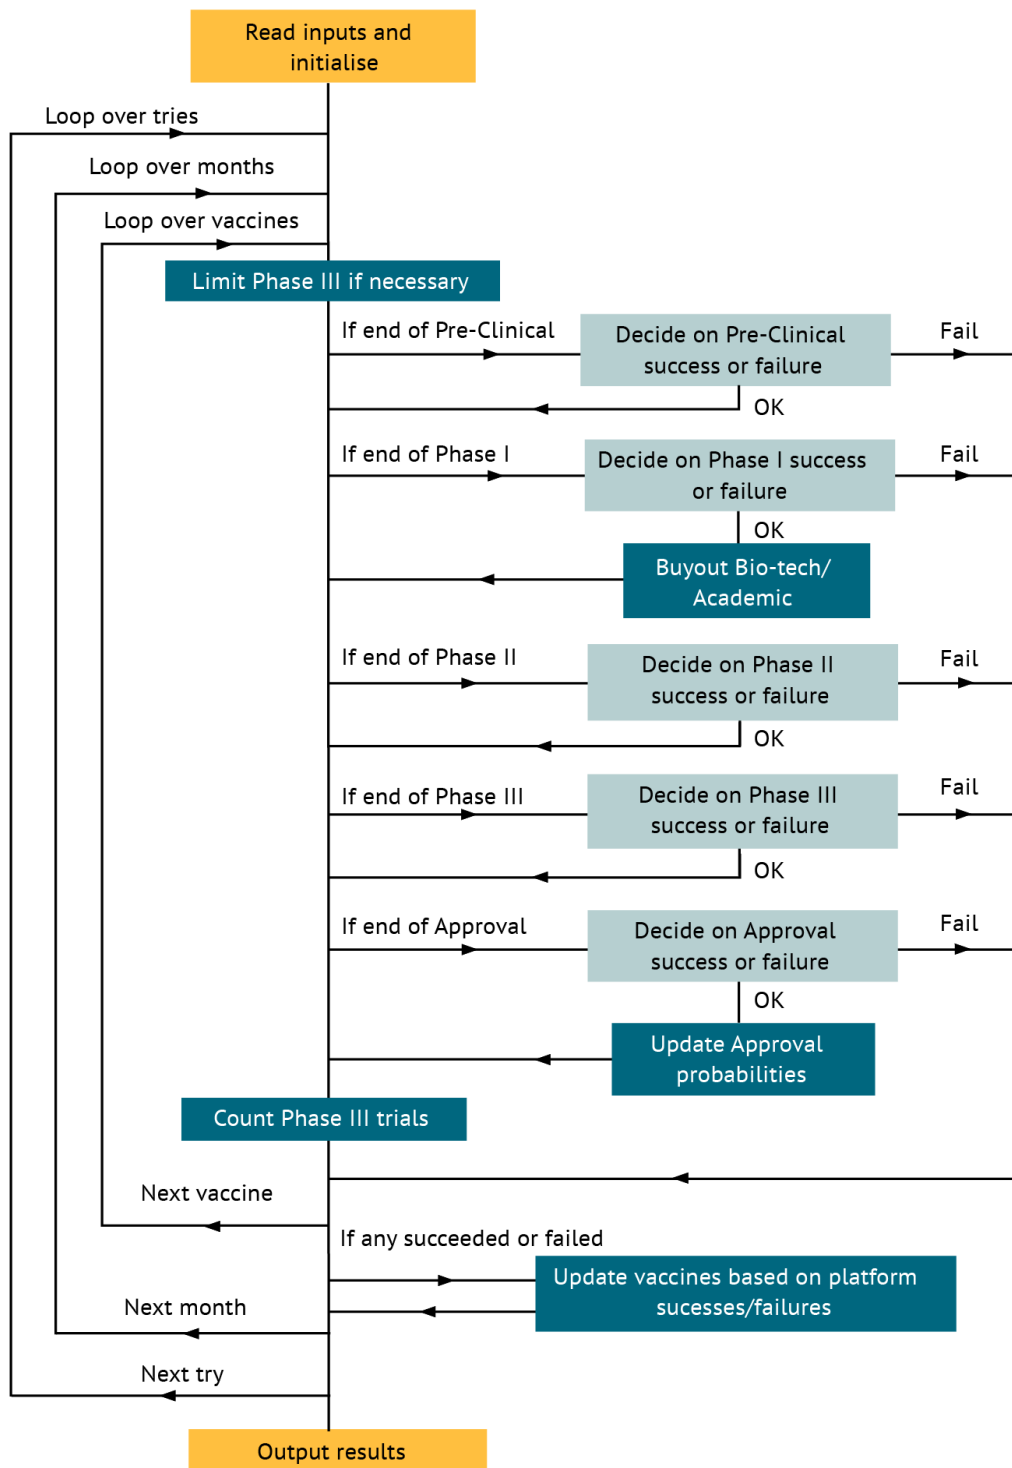 Read inputs and
initialise
Loop over tries
Loop over months
Loop over vaccines
Limit Phase III if necessary
If end of Pre-Clinical
Decide on Pre-Clinical
success or failure
Fail
OK
If end of Phase I
Decide on Phase I success
or failure
Fail
OK
Buyout Bio-tech/
Academic
If end of Phase II
Decide on Phase II
success or failure
Fail
OK
If end of Phase III
Decide on Phase III
success or failure
Fail
OK
If end of Approval
Decide on Approval
success or failure
Fail
OK
Update Approval
probabilities
Count Phase III trials
Next vaccine
If any succeeded or failed
Update vaccines based on platform
sucesses/failures
Next month
Next try
Output results